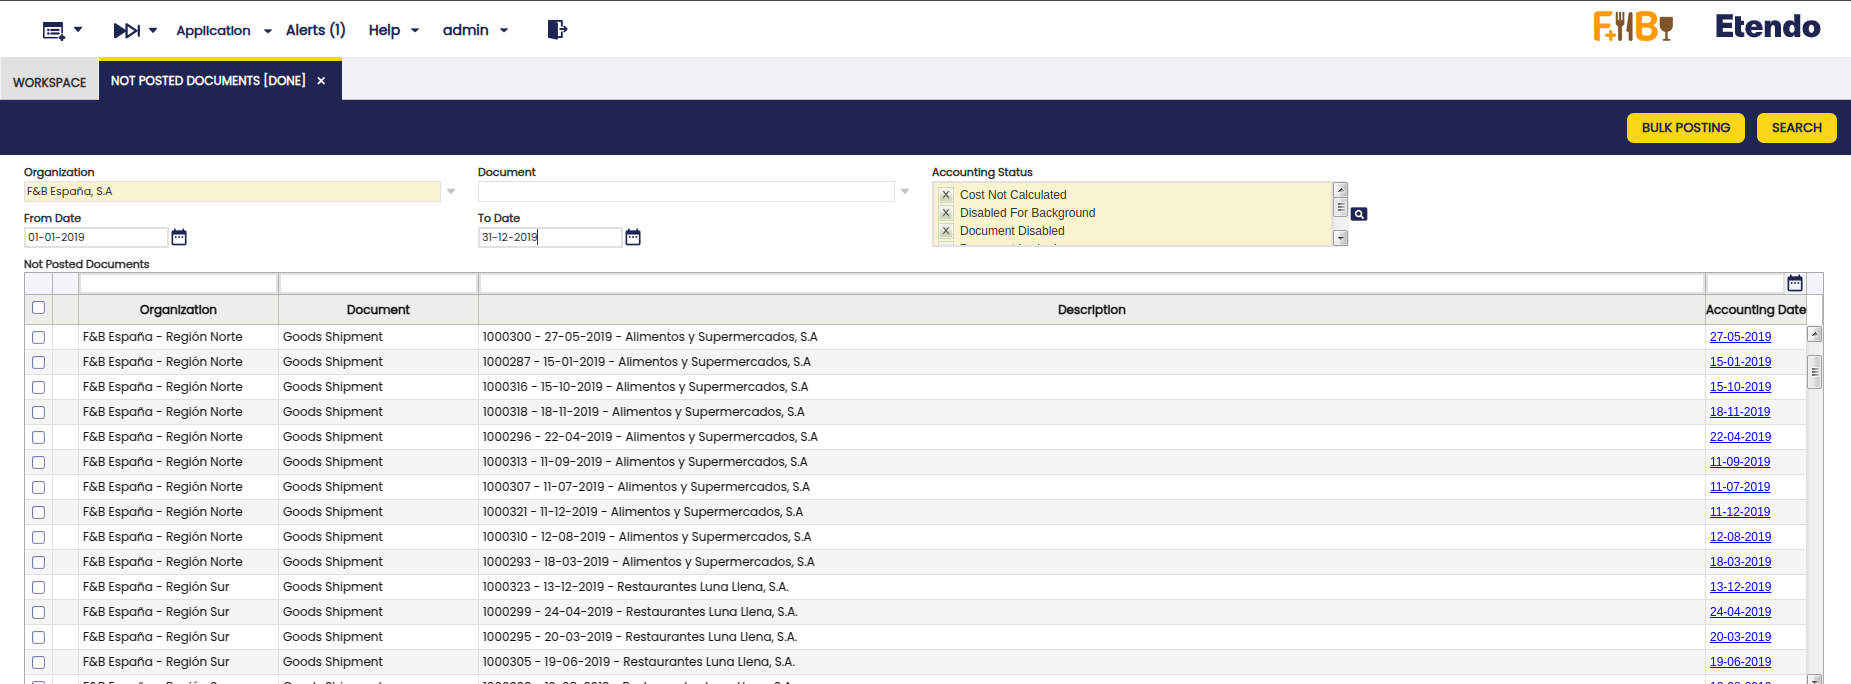 Application Alerts (1) Help admin F+B Etendo
WORKSPACE NOT POSTED DOCUMENTS [DONE] ×
BULK POSTING SEARCH
Organization Document Accounting Status
F&B España, S.A
X Cost Not Calculated
X Disabled For Background
X Document Disabled
From Date To Date
01-01-2019 31-12-2019
Not Posted Documents
Organization Document Description Accounting Date
F&B España - Región Norte Goods Shipment 1000300 - 27-05-2019 - Alimentos y Supermercados, S.A 27-05-2019
F&B España - Región Norte Goods Shipment 1000287 - 15-01-2019 - Alimentos y Supermercados, S.A 15-01-2019
F&B España - Región Norte Goods Shipment 1000316 - 15-10-2019 - Alimentos y Supermercados, S.A 15-10-2019
F&B España - Región Norte Goods Shipment 1000318 - 18-11-2019 - Alimentos y Supermercados, S.A 18-11-2019
F&B España - Región Norte Goods Shipment 1000296 - 22-04-2019 - Alimentos y Supermercados, S.A 22-04-2019
F&B España - Región Norte Goods Shipment 1000313 - 11-09-2019 - Alimentos y Supermercados, S.A 11-09-2019
F&B España - Región Norte Goods Shipment 1000307 - 11-07-2019 - Alimentos y Supermercados, S.A 11-07-2019
F&B España - Región Norte Goods Shipment 1000321 - 11-12-2019 - Alimentos y Supermercados, S.A 11-12-2019
F&B España - Región Norte Goods Shipment 1000310 - 12-08-2019 - Alimentos y Supermercados, S.A 12-08-2019
F&B España - Región Norte Goods Shipment 1000293 - 18-03-2019 - Alimentos y Supermercados, S.A 18-03-2019
F&B España - Región Sur Goods Shipment 1000323 - 13-12-2019 - Restaurantes Luna Llena, S.A. 13-12-2019
F&B España - Región Sur Goods Shipment 1000299 - 24-04-2019 - Restaurantes Luna Llena, S.A. 24-04-2019
F&B España - Región Sur Goods Shipment 1000295 - 20-03-2019 - Restaurantes Luna Llena, S.A. 20-03-2019
F&B España - Región Sur Goods Shipment 1000305 - 19-06-2019 - Restaurantes Luna Llena, S.A. 19-06-2019